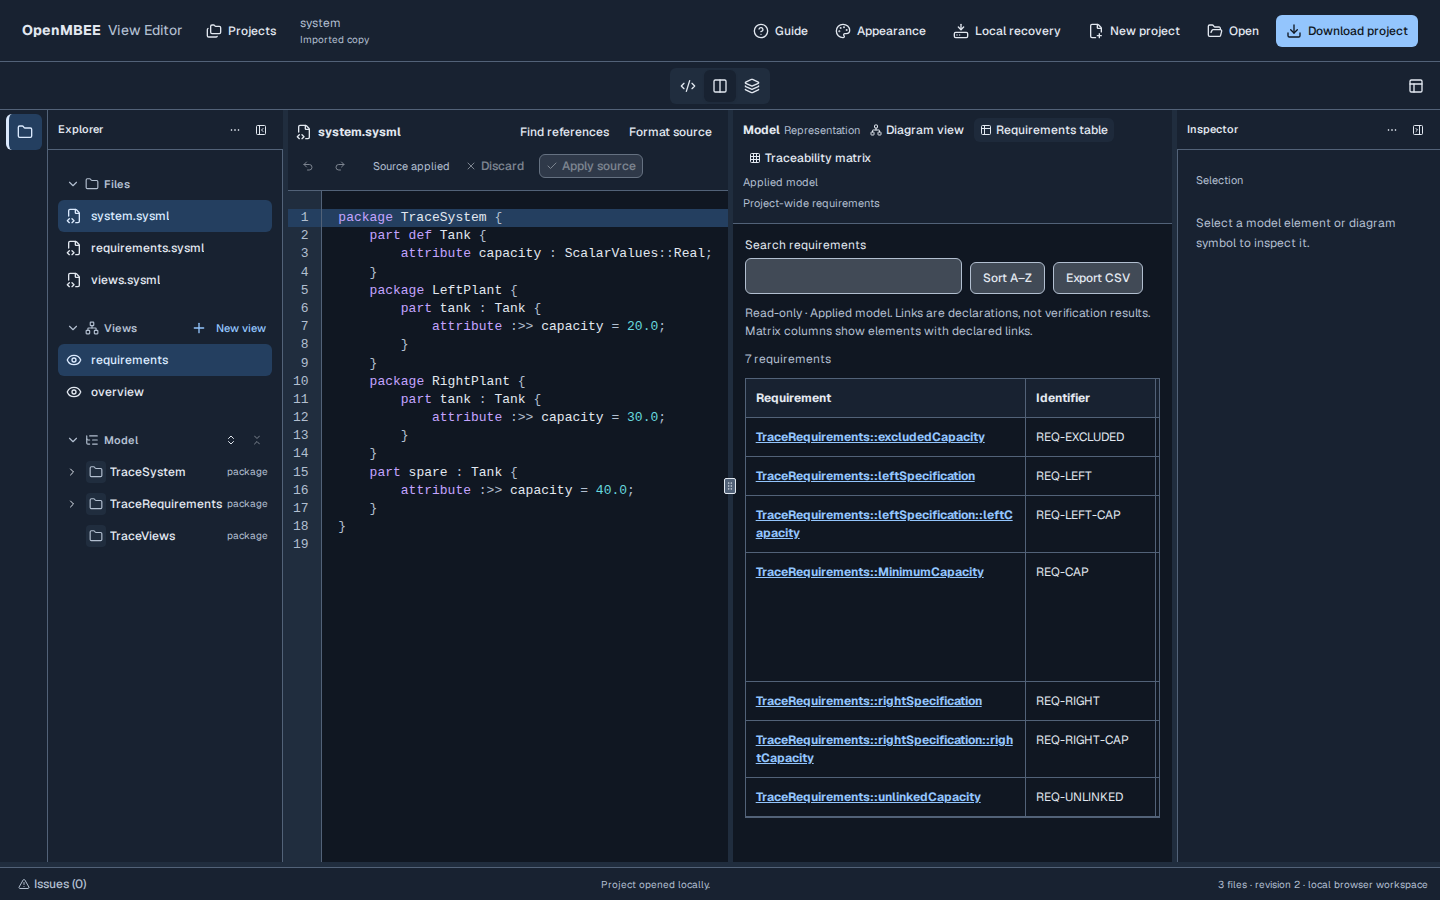 OpenMBEE View Editor
Projects
system
Imported copy
Guide
Appearance
Local recovery
New project
Open
Download project
Explorer
Files
system.sysml
requirements.sysml
views.sysml
Views
New view
requirements
overview
Model
TraceSystem package
TraceRequirements package
TraceViews package
system.sysml
Find references
Format source
Source applied
Discard
Apply source
1 package TraceSystem {
2     part def Tank {
3         attribute capacity : ScalarValues::Real;
4     }
5     package LeftPlant {
6         part tank : Tank {
7             attribute :>> capacity = 20.0;
8         }
9     }
10     package RightPlant {
11         part tank : Tank {
12             attribute :>> capacity = 30.0;
13         }
14     }
15     part spare : Tank {
16         attribute :>> capacity = 40.0;
17     }
18 }
19
Model Representation
Diagram view
Requirements table
Traceability matrix
Applied model
Project-wide requirements
Search requirements
Sort A–Z
Export CSV
Read-only · Applied model. Links are declarations, not verification results.
Matrix columns show elements with declared links.
7 requirements
Requirement Identifier
TraceRequirements::excludedCapacity REQ-EXCLUDED
TraceRequirements::leftSpecification REQ-LEFT
TraceRequirements::leftSpecification::leftC REQ-LEFT-CAP
apacity
TraceRequirements::MinimumCapacity REQ-CAP
TraceRequirements::rightSpecification REQ-RIGHT
TraceRequirements::rightSpecification::righ REQ-RIGHT-CAP
tCapacity
TraceRequirements::unlinkedCapacity REQ-UNLINKED
Inspector
Selection
Select a model element or diagram
symbol to inspect it.
Issues (0)
Project opened locally.
3 files · revision 2 · local browser workspace